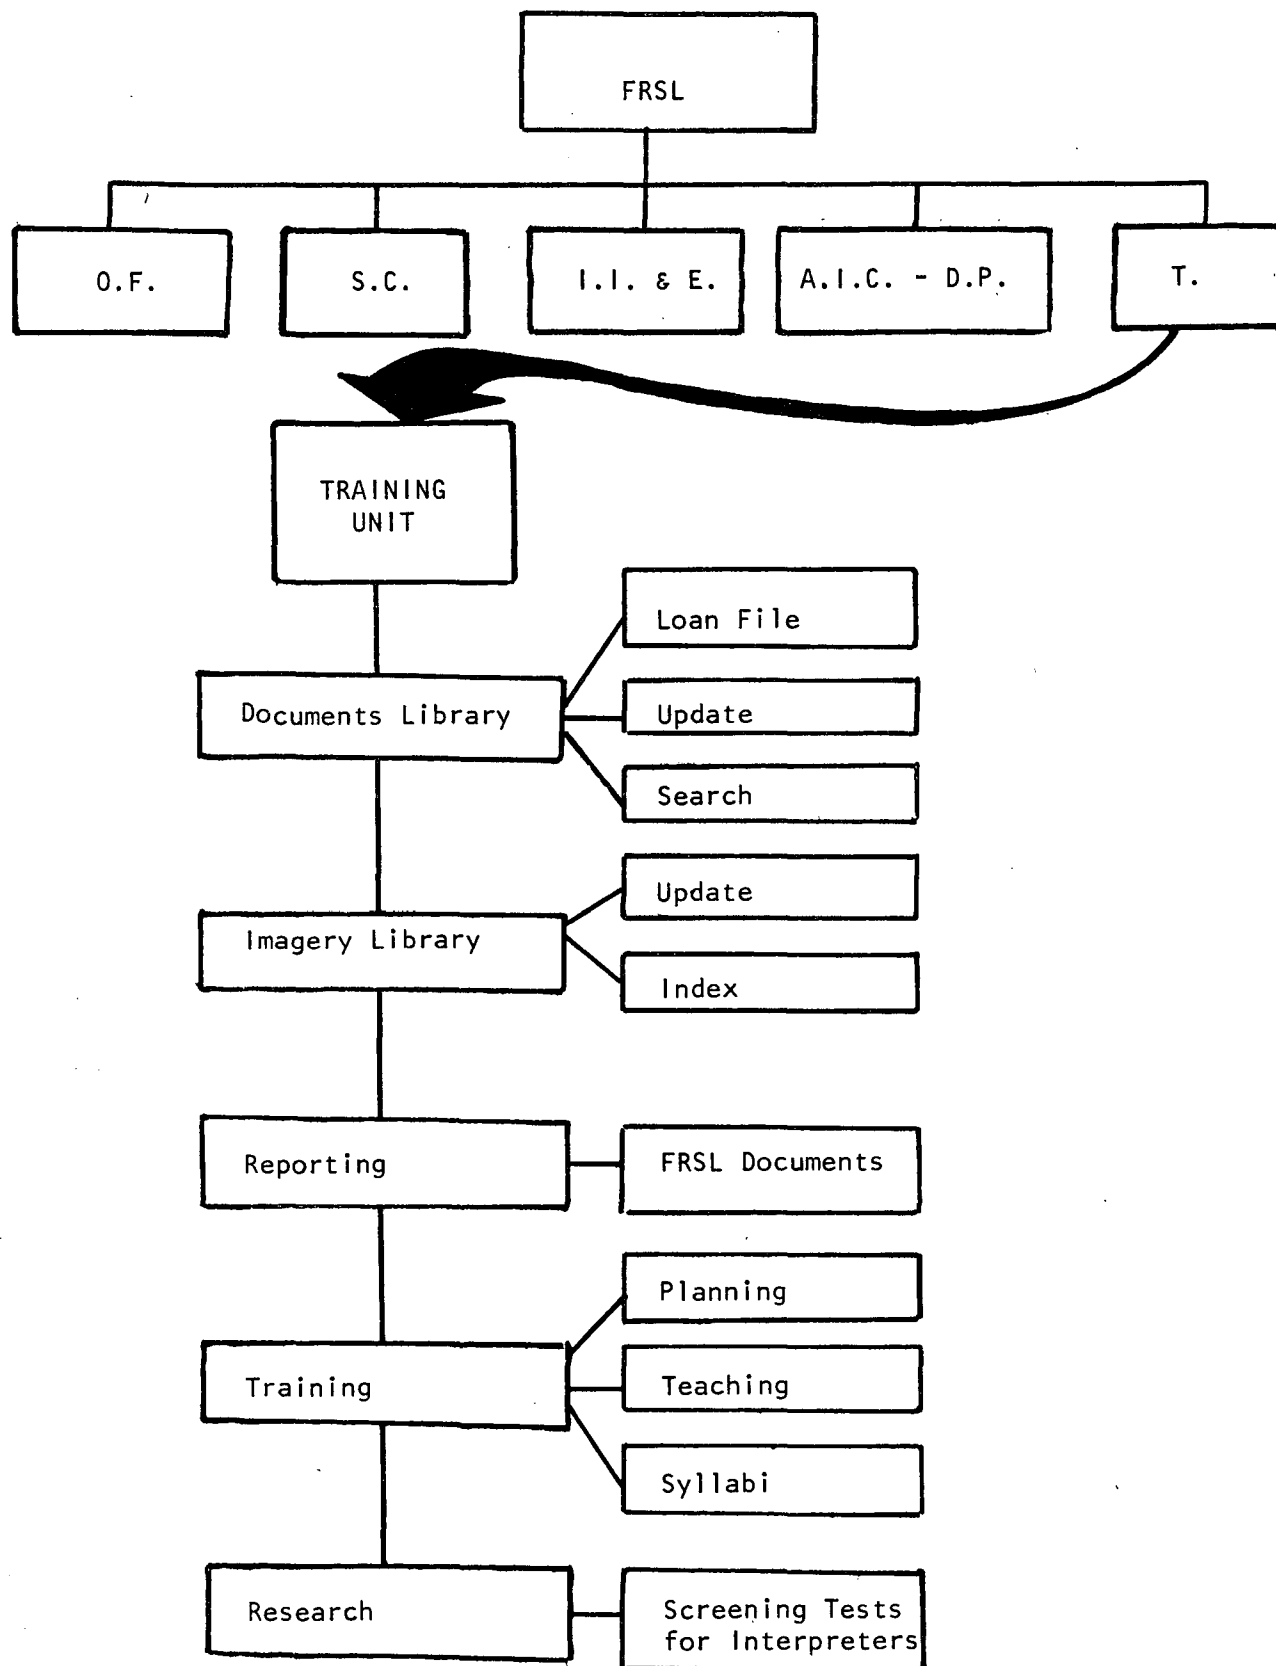 FRSL
O.F.
S.C.
I.I. & E.
A.I.C. - D.P.
T.
TRAINING
UNIT
Loan File
Documents Library
Update
Search
Update
Imagery Library
Index
Reporting
FRSL Documents
Planning
Training
Teaching
Syllabi
Research
Screening Tests
for Interpreters